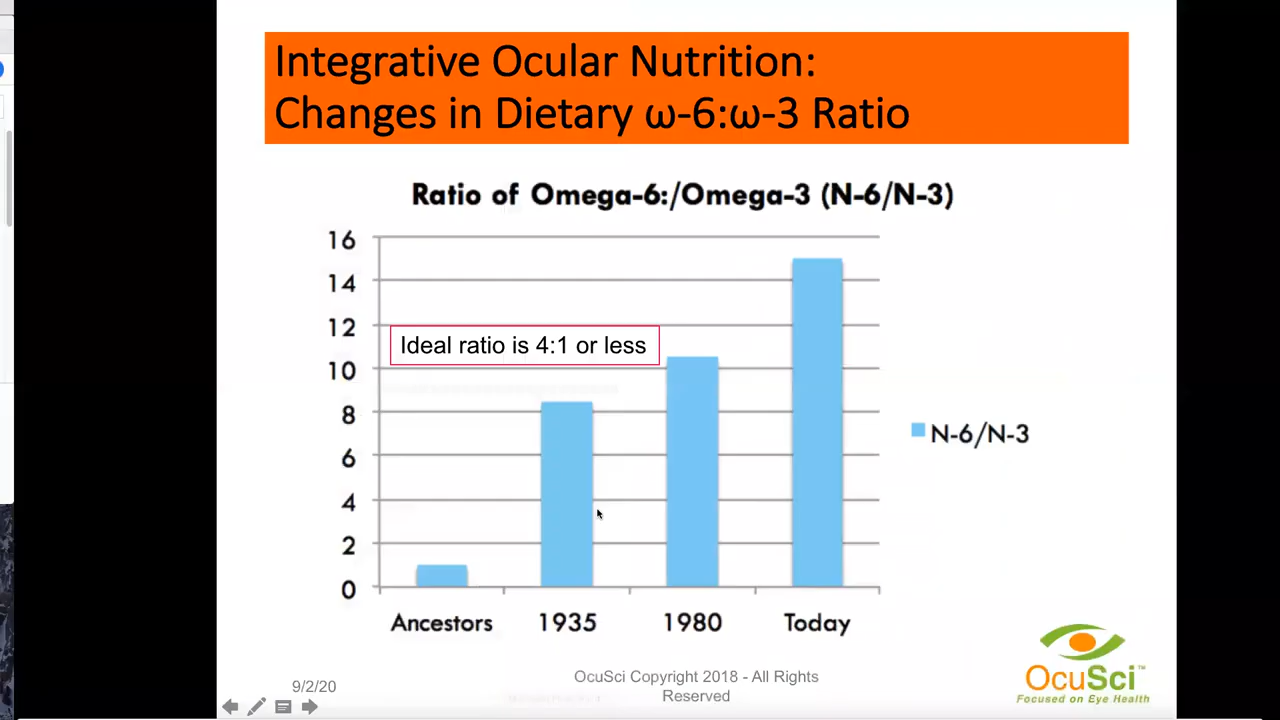 Integrative Ocular Nutrition:
Changes in Dietary ω-6:ω-3 Ratio
Ratio of Omega-6:/Omega-3 (N-6/N-3)
16
14
12
10
8
6
4
2
0
Ideal ratio is 4:1 or less
N-6/N-3
Ancestors 1935 1980 Today
9/2/20
OcuSci Copyright 2018 - All Rights
Reserved
OcuSci™
Focused on Eye Health